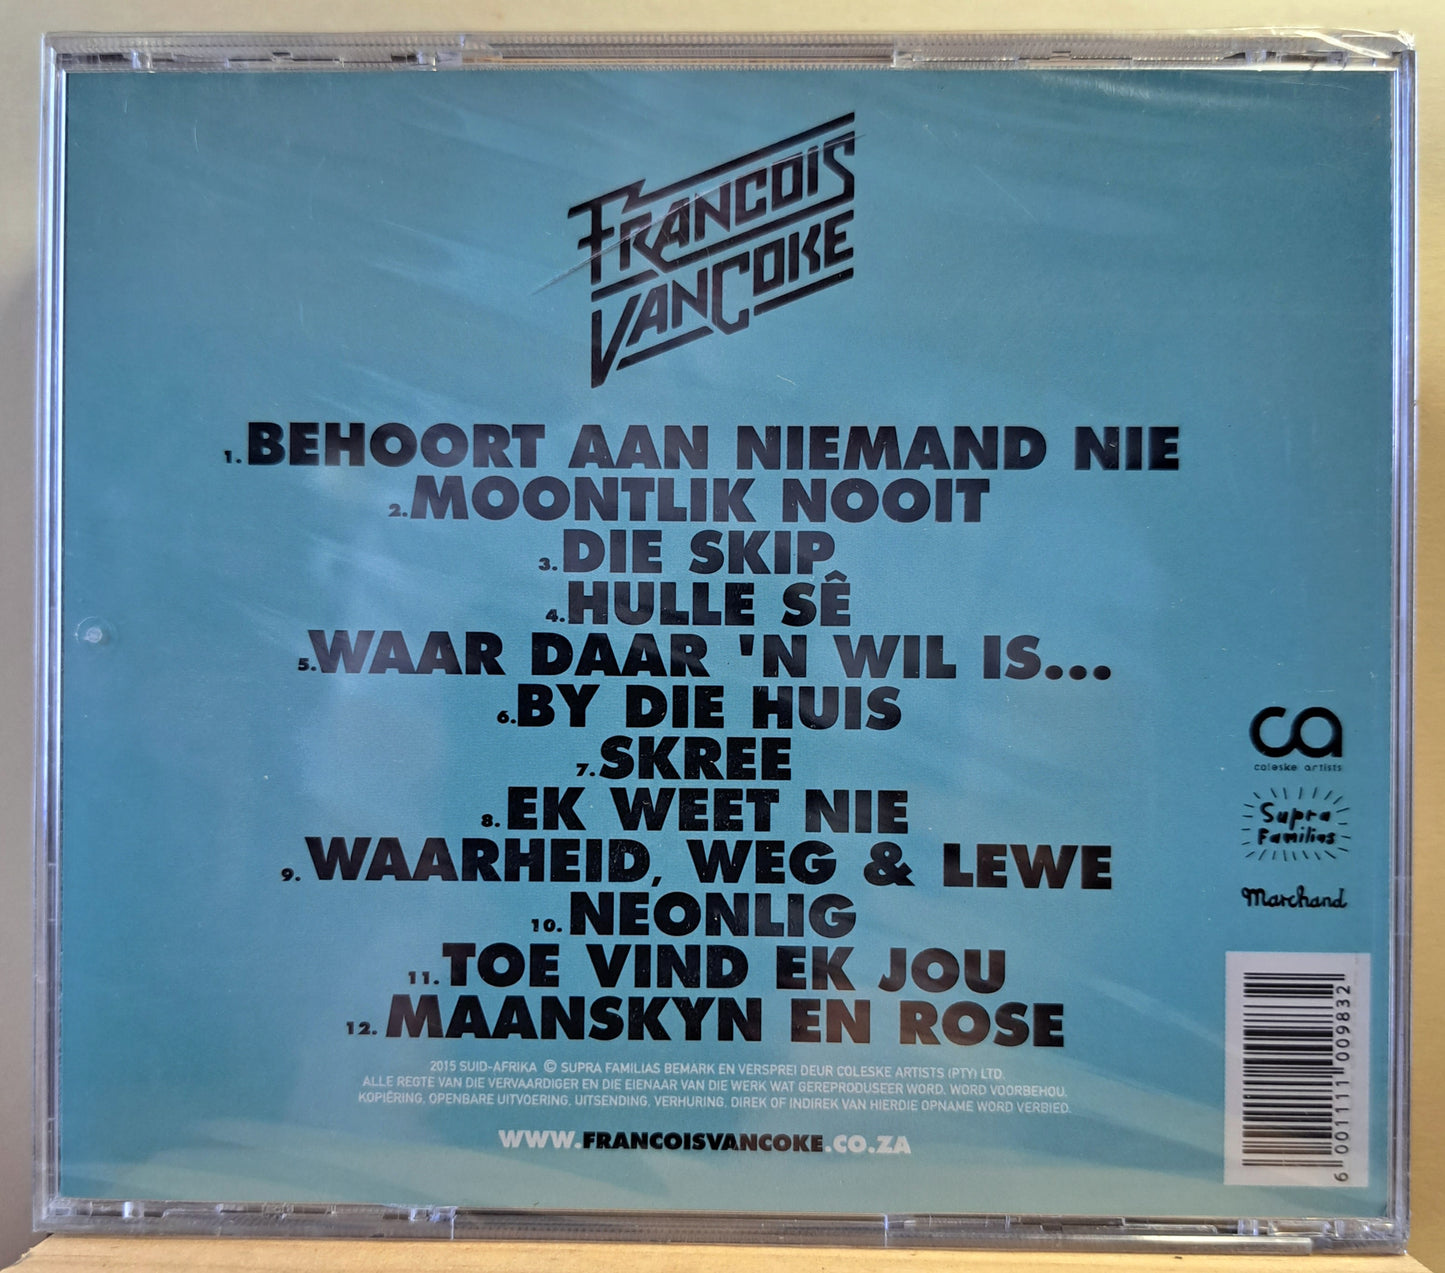 FRANCOIS
VANCOKE
1. BEHOORT AAN NIEMAND NIE
2. MOONTLIK NOOIT
3. DIE SKIP
4. HULLE SÊ
5. WAAR DAAR 'N WIL IS...
6. BY DIE HUIS
7. SKREE
8. EK WEET NIE
9. WAARHEID, WEG & LEWE
10. NEONLIG
11. TOE VIND EK JOU
12. MAANSKYN EN ROSE
2015 SUID-AFRIKA © SUPRA FAMILIAS BEMARK EN VERSPREI DEUR COLESKE ARTISTS (PTY) LTD.
ALLE REGTE VAN DIE VERVAARDIGER EN DIE EIENAAR VAN DIE WERK WAT GEREPRODUSEER WORD, WORD VOORBEHOU.
KOPIËRING, OPENBARE UITVOERING, UITSENDING, VERHURING, DIREK OF INDIREK VAN HIERDIE OPNAME WORD VERBIED.
WWW.FRANCOISVANCOKE.CO.ZA
ca
coleske artists
Supra
Familias
Marchand
6 001111 009832